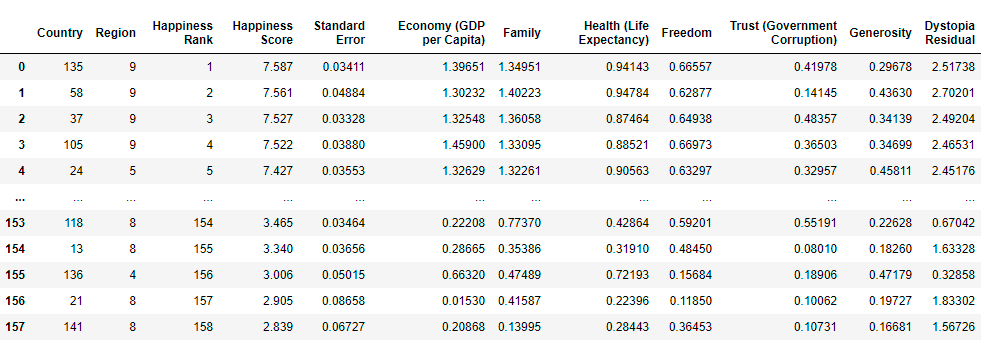 Country Region Happiness Rank Happiness Score Standard Error Economy (GDP per Capita) Family Health (Life Expectancy) Freedom Trust (Government Corruption) Generosity Dystopia Residual
0 135 9 1 7.587 0.03411 1.39651 1.34951 0.94143 0.66557 0.41978 0.29678 2.51738
1 58 9 2 7.561 0.04884 1.30232 1.40223 0.94784 0.62877 0.14145 0.43630 2.70201
2 37 9 3 7.527 0.03328 1.32548 1.36058 0.87464 0.64938 0.48357 0.34139 2.49204
3 105 9 4 7.522 0.03880 1.45900 1.33095 0.88521 0.66973 0.36503 0.34699 2.46531
4 24 5 5 7.427 0.03553 1.32629 1.32261 0.90563 0.63297 0.32957 0.45811 2.45176
... ... ... ... ... ... ... ... ... ... ... ... ...
153 118 8 154 3.465 0.03464 0.22208 0.77370 0.42864 0.59201 0.55191 0.22628 0.67042
154 13 8 155 3.340 0.03656 0.28665 0.35386 0.31910 0.48450 0.08010 0.18260 1.63328
155 136 4 156 3.006 0.05015 0.66320 0.47489 0.72193 0.15684 0.18906 0.47179 0.32858
156 21 8 157 2.905 0.08658 0.01530 0.41587 0.22396 0.11850 0.10062 0.19727 1.83302
157 141 8 158 2.839 0.06727 0.20868 0.13995 0.28443 0.36453 0.10731 0.16681 1.56726